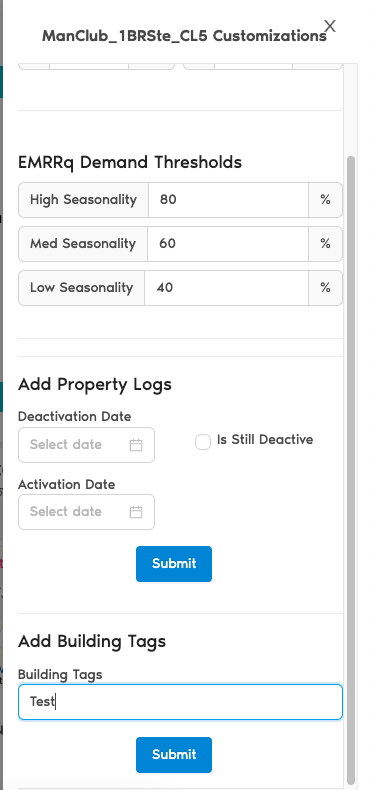 ManClub_1BRSte_CL5 Customizations X
EMRRq Demand Thresholds
High Seasonality 80 %
Med Seasonality 60 %
Low Seasonality 40 %
Add Property Logs
Deactivation Date
Select date
Is Still Deactive
Activation Date
Select date
Submit
Add Building Tags
Building Tags
Test
Submit